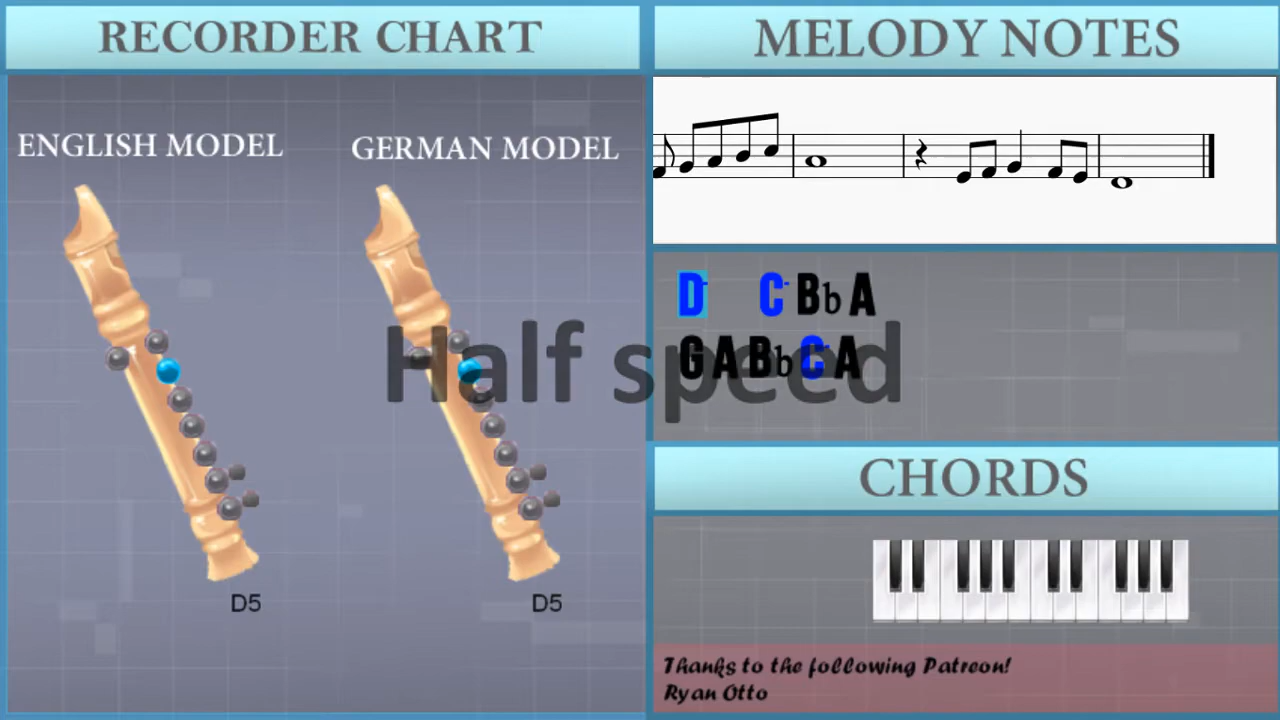 RECORDER CHART
MELODY NOTES
ENGLISH MODEL
GERMAN MODEL
D' C' Bb A
G A Bb C' A
Half speed
CHORDS
D5
D5
Thanks to the following Patreon!
Ryan Otto